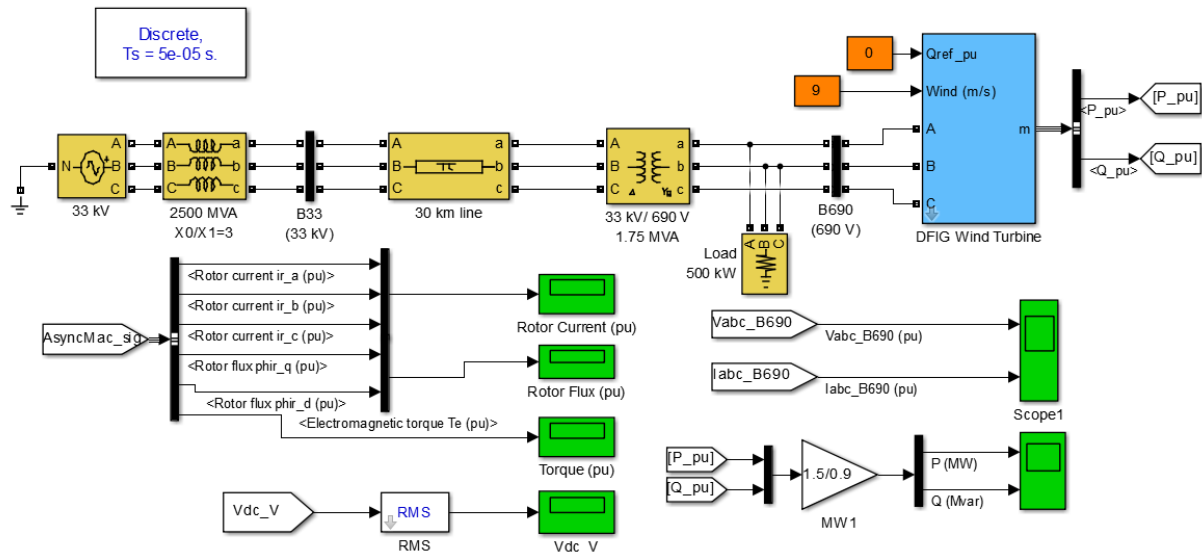 Discrete,
Ts = 5e-05 s.
0
9
Qref_pu
Wind (m/s)
A
B
C
m
DFIG Wind Turbine
<P_pu>
[P_pu]
<Q_pu>
[Q_pu]
N
A
B
C
33 kV
A
B
C
a
b
c
2500 MVA
X0/X1=3
B33
(33 kV)
A
B
C
a
b
c
30 km line
A
B
C
a
b
c
Δ
Yg
33 kV/ 690 V
1.75 MVA
A
B
C
Load
500 kW
B690
(690 V)
AsyncMac_sig
<Rotor current ir_a (pu)>
<Rotor current ir_b (pu)>
<Rotor current ir_c (pu)>
<Rotor flux phir_q (pu)>
<Rotor flux phir_d (pu)>
<Electromagnetic torque Te (pu)>
Rotor Current (pu)
Rotor Flux (pu)
Torque (pu)
Vabc_B690
Vabc_B690 (pu)
Iabc_B690
Iabc_B690 (pu)
Scope1
[P_pu]
[Q_pu]
1.5/0.9
MW1
P (MW)
Q (Mvar)
Vdc_V
RMS
RMS
Vdc_V